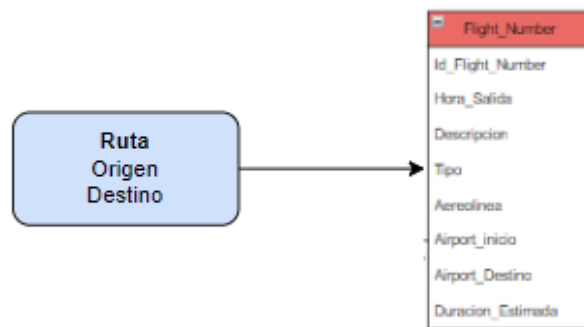 Ruta
Origen
Destino
Flight_Number
Id_Flight_Number
Hora_Salida
Descripcion
Tipo
Aereolinea
Airport_inicio
Airport_Destino
Duracion_Estimada